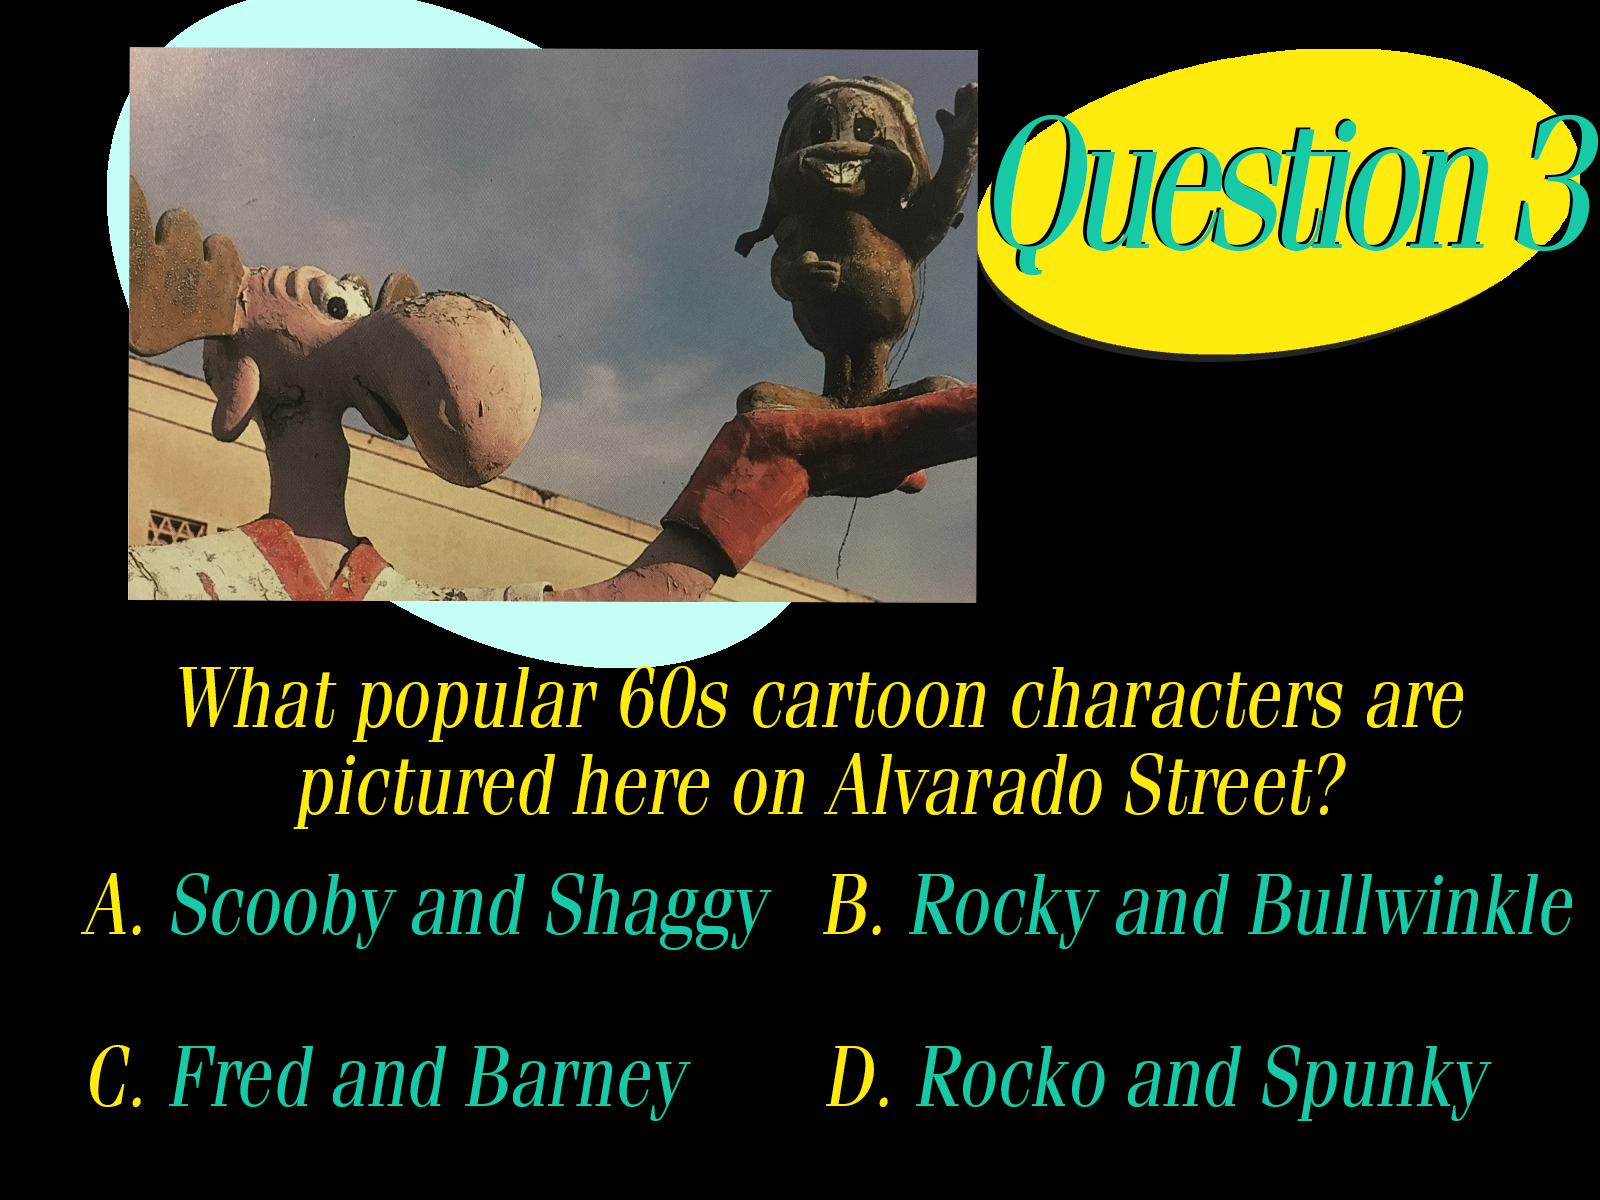 Question 3
What popular 60s cartoon characters are
pictured here on Alvarado Street?
A. Scooby and Shaggy
B. Rocky and Bullwinkle
C. Fred and Barney
D. Rocko and Spunky